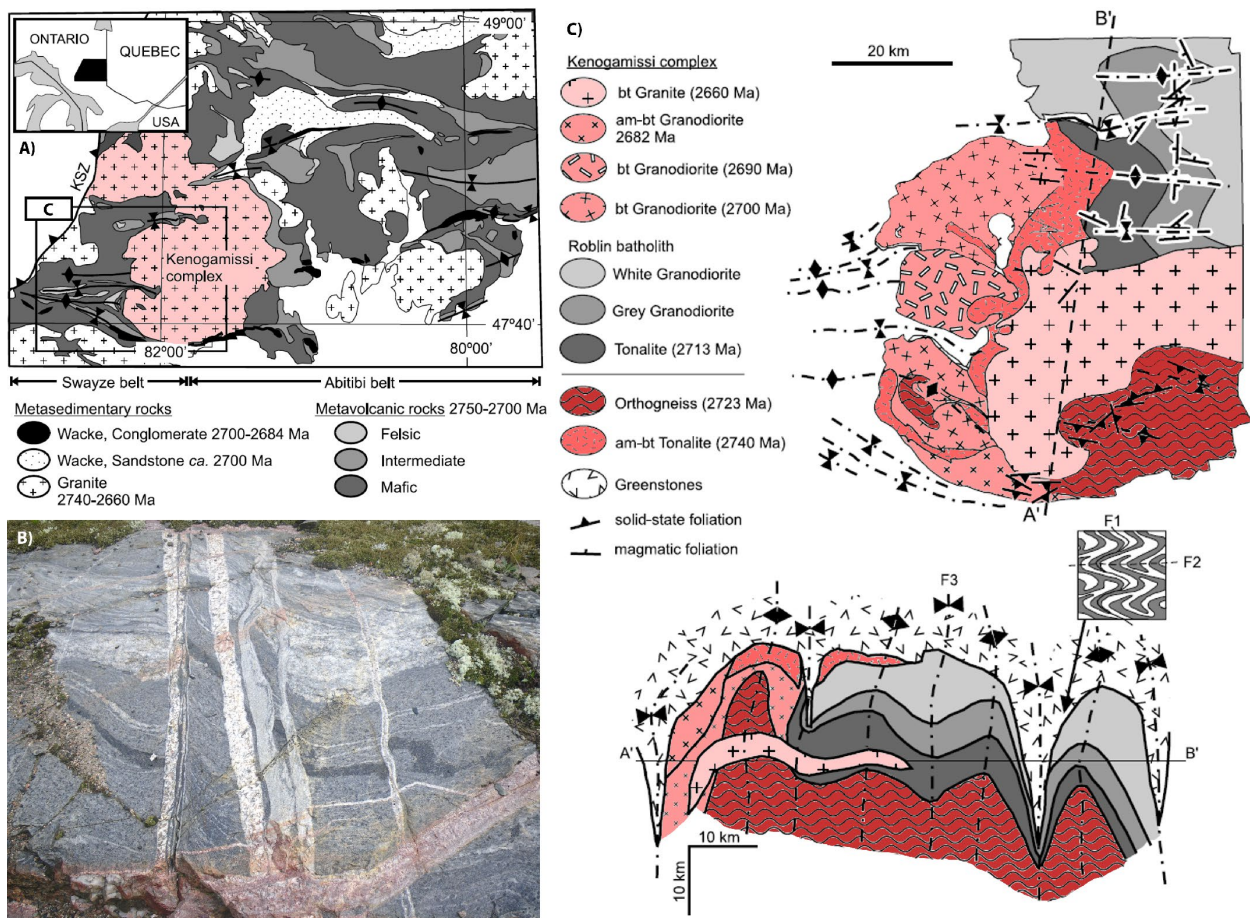 ONTARIO
QUEBEC
USA
A)
49°00'
KSZ
C
Kenogamissi
complex
47°40'
82°00'
80°00'
Swayze belt
Abitibi belt
Metasedimentary rocks
Wacke, Conglomerate 2700-2684 Ma
Wacke, Sandstone ca. 2700 Ma
Granite
2740-2660 Ma
Metavolcanic rocks 2750-2700 Ma
Felsic
Intermediate
Mafic
B)
C)
20 km
B'
Kenogamissi complex
bt Granite (2660 Ma)
am-bt Granodiorite
2682 Ma
bt Granodiorite (2690 Ma)
bt Granodiorite (2700 Ma)
Roblin batholith
White Granodiorite
Grey Granodiorite
Tonalite (2713 Ma)
Orthogneiss (2723 Ma)
am-bt Tonalite (2740 Ma)
Greenstones
solid-state foliation
magmatic foliation
A'
F1
F2
F3
A'
B'
10 km
10 km